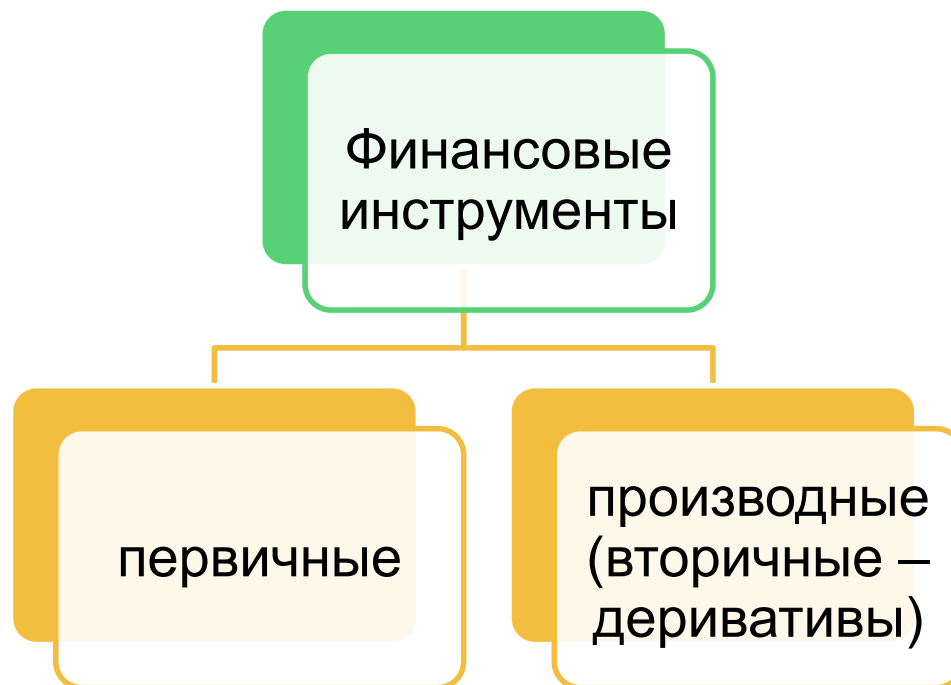 Финансовые
инструменты
первичные
производные
(вторичные –
деривативы)